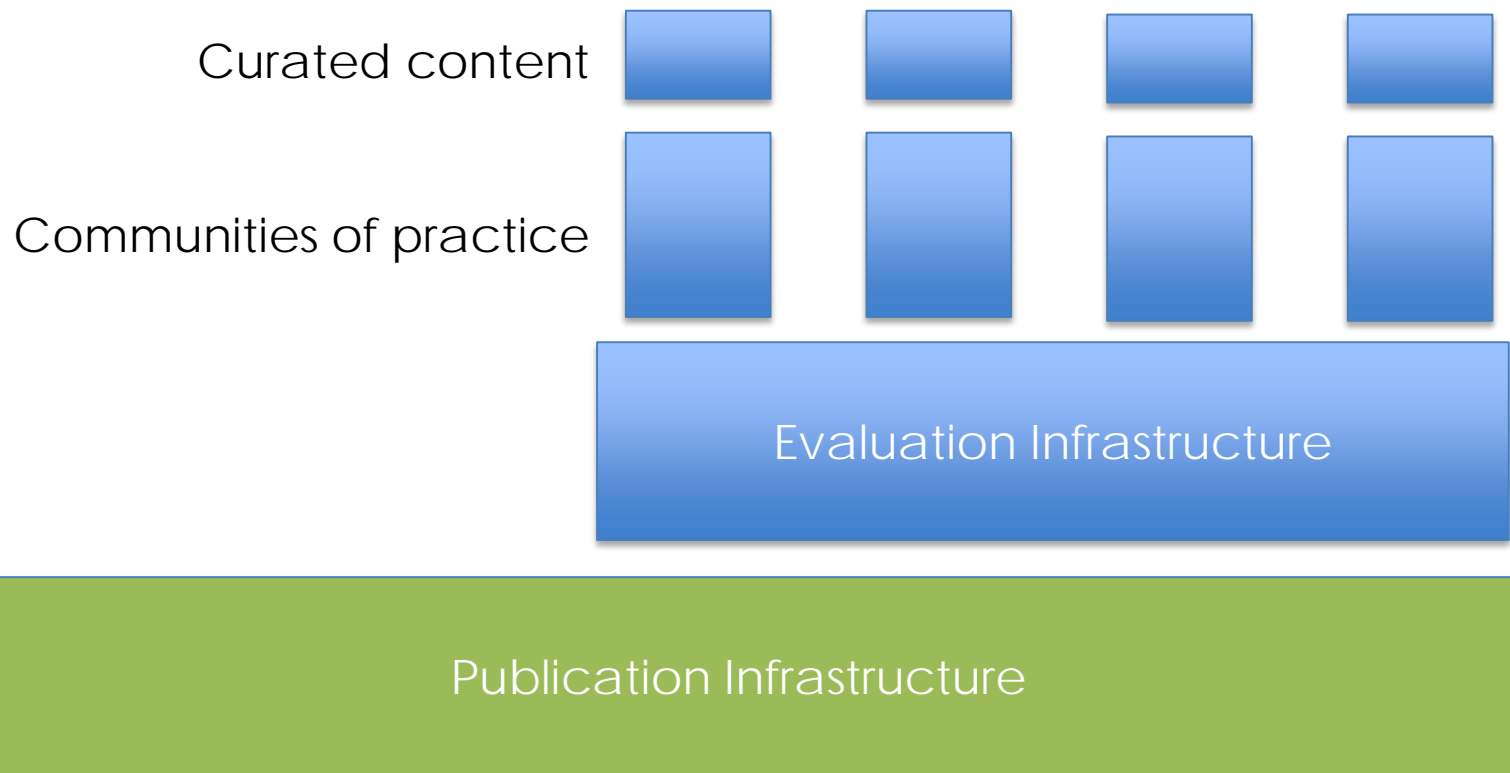 Curated content
Communities of practice
Evaluation Infrastructure
Publication Infrastructure